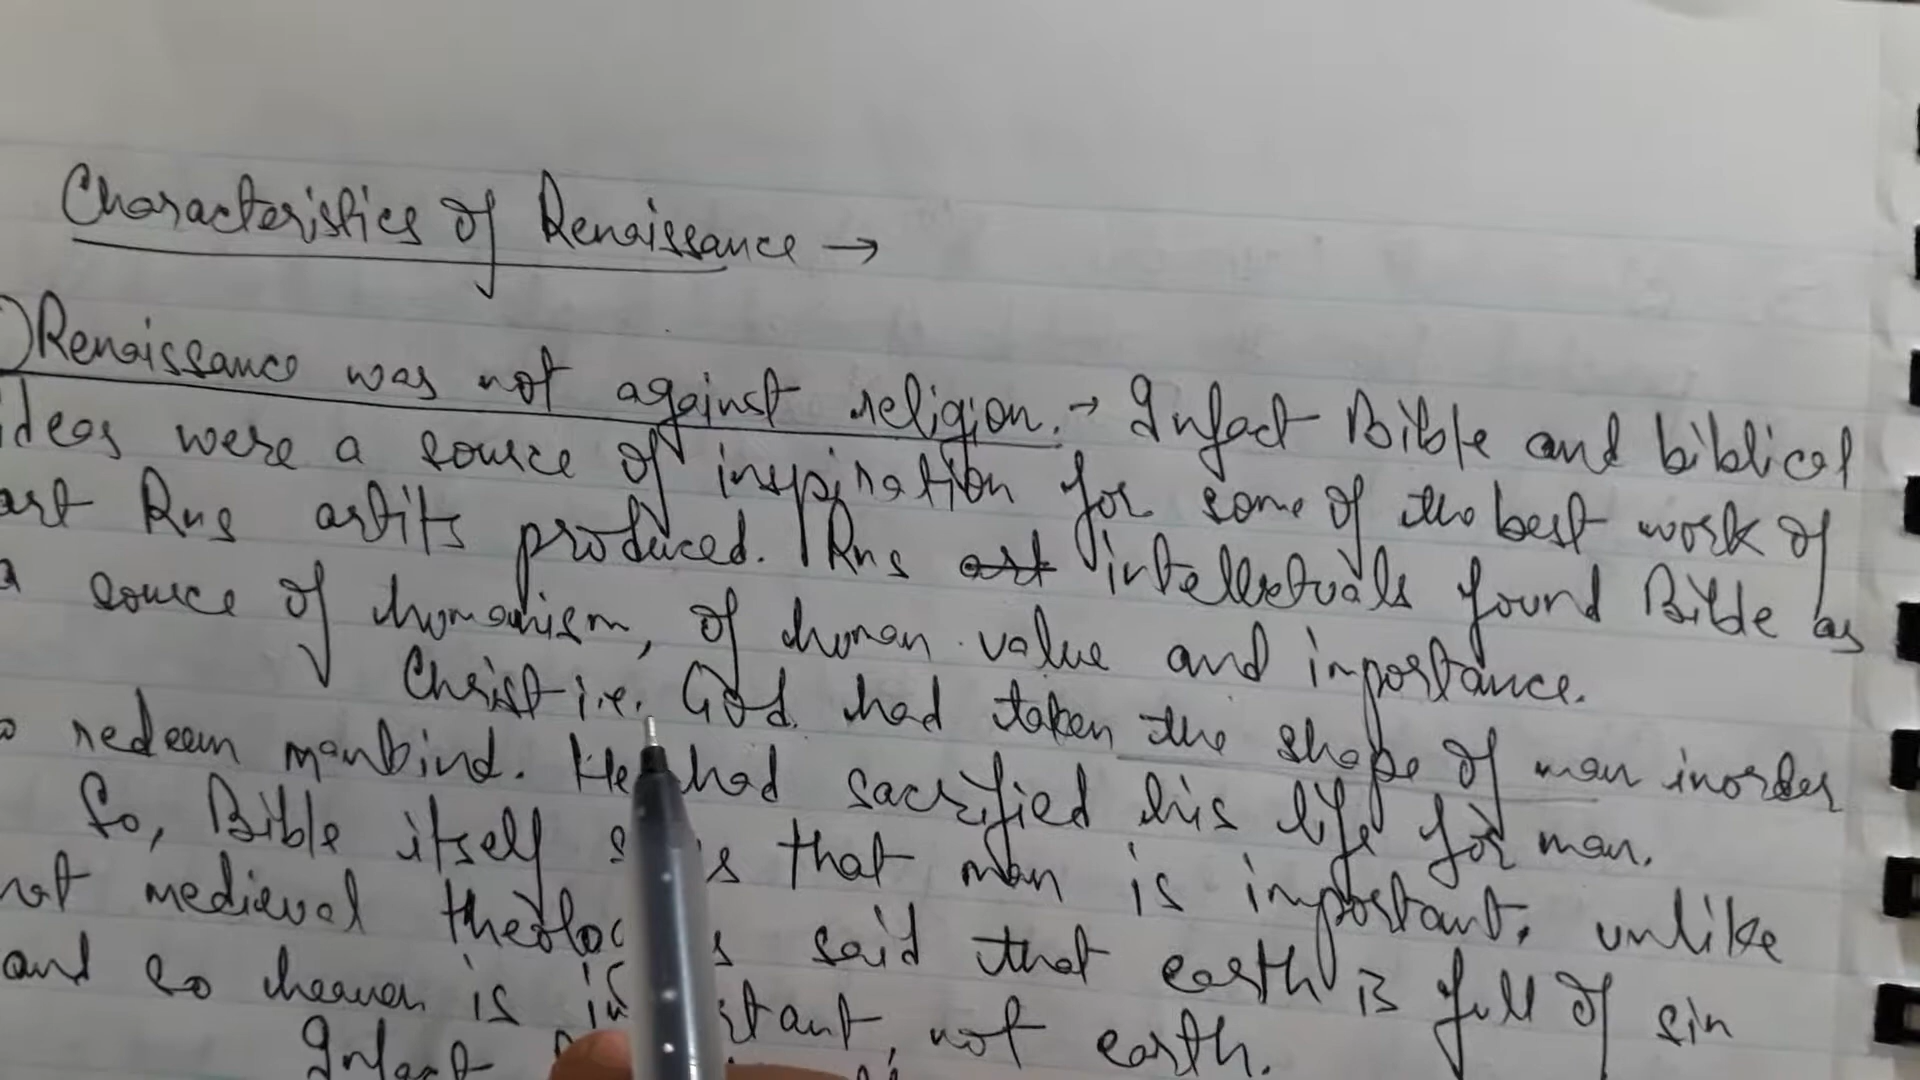 Characteristics of Renaissance →
)Renaissance was not against religion. → Infact Bible and biblical
ideas were a source of inspiration for some of the best work of
art Rns artits produced. Rns art intellectuals found Bible as
a source of humanism, of human value and importance.
Christ i.e. God had taken the shape of man inorder
redeem mankind. He had sacrified his life for man.
So, Bible itself that man is important, unlike
medieval said that earth is full of sin
and so heaven is not earth.
Infact